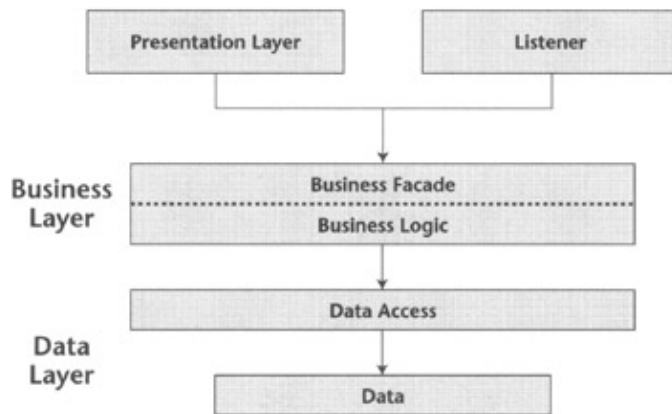 Presentation Layer
Listener
Business Facade
Business
Layer
Business Logic
Data Access
Data
Layer
Data